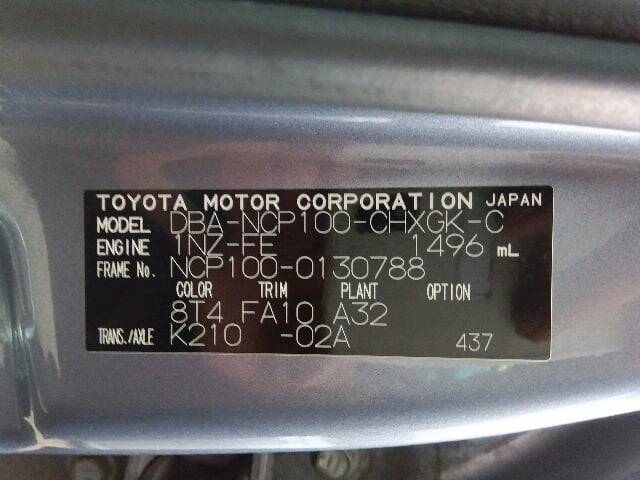 TOYOTA MOTOR CORPORATION JAPAN
MODEL DBA-NCP100-CHXGK-C
ENGINE 1NZ-FE 1496 mL
FRAME No. NCP100-0130788
COLOR TRIM PLANT OPTION
8T4 FA10 A32
TRANS./AXLE K210 -02A 437